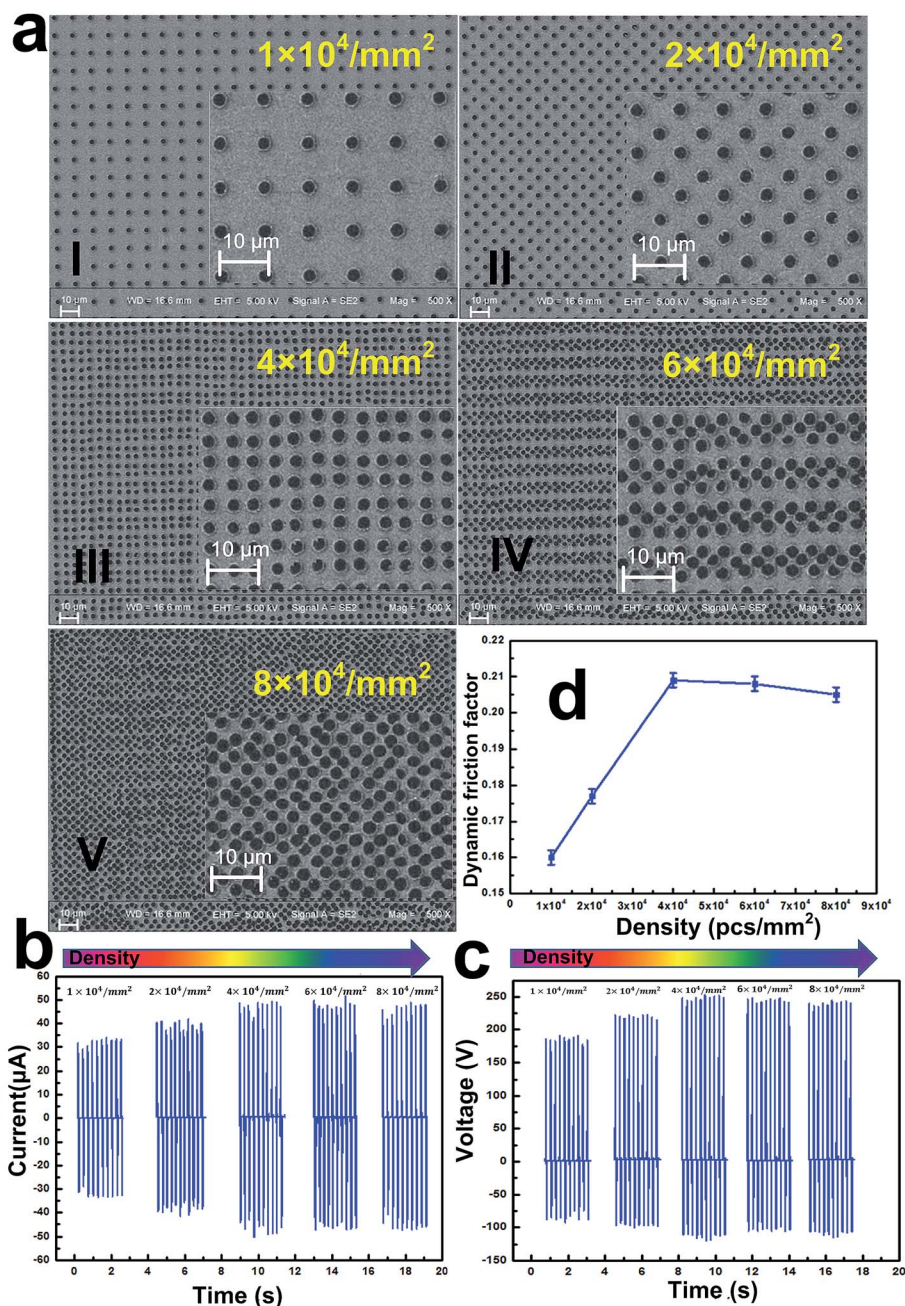 a
1×10⁴/mm²
10 μm
I
10 μm WD = 16.6 mm EHT = 5.00 kV Signal A = SE2 Mag = 500 X
2×10⁴/mm²
10 μm
II
10 μm WD = 16.6 mm EHT = 5.00 kV Signal A = SE2 Mag = 500 X
4×10⁴/mm²
10 μm
III
10 μm WD = 16.6 mm EHT = 5.00 kV Signal A = SE2 Mag = 500 X
6×10⁴/mm²
10 μm
IV
10 μm WD = 16.6 mm EHT = 5.00 kV Signal A = SE2 Mag = 500 X
8×10⁴/mm²
10 μm
V
10 μm WD = 16.6 mm EHT = 5.00 kV Signal A = SE2 Mag = 500 X
d
Dynamic friction factor
0.22
0.21
0.20
0.19
0.18
0.17
0.16
0.15
1x10⁴ 2x10⁴ 3x10⁴ 4x10⁴ 5x10⁴ 6x10⁴ 7x10⁴ 8x10⁴ 9x10⁴
Density (pcs/mm²)
b
Density
1 × 10⁴/mm² 2× 10⁴/mm² 4× 10⁴/mm² 6× 10⁴/mm² 8× 10⁴/mm²
Current(μA)
60
50
40
30
20
10
0
-10
-20
-30
-40
-50
-60
0 2 4 6 8 10 12 14 16 18 20
Time (s)
c
Density
1 × 10⁴/mm² 2× 10⁴/mm² 4× 10⁴/mm² 6× 10⁴/mm² 8× 10⁴/mm²
Voltage (V)
250
200
150
100
50
0
-50
-100
-150
0 2 4 6 8 10 12 14 16 18
Time (s)